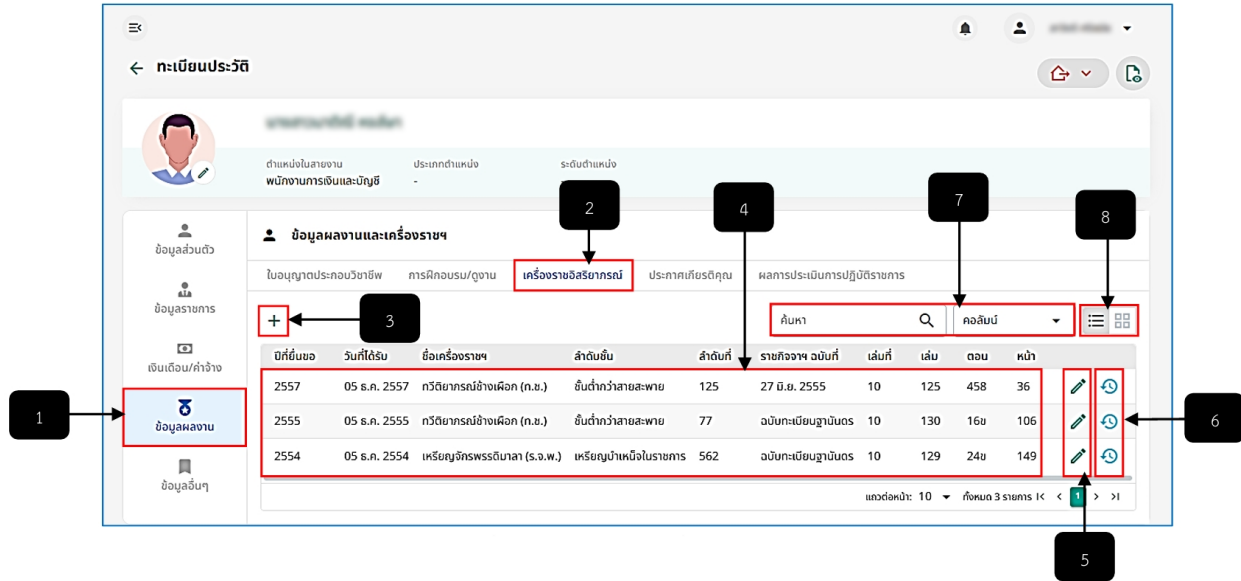 ทะเบียนประวัติ
ตำแหน่งในสายงาน ประเภทตำแหน่ง ระดับตำแหน่ง
พนักงานการเงินและบัญชี - -
2 4 7 8
ข้อมูลส่วนตัว ข้อมูลผลงานและเครื่องราชฯ
ใบอนุญาตประกอบวิชาชีพ การฝึกอบรม/ดูงาน เครื่องราชอิสริยาภรณ์ ประกาศเกียรติคุณ ผลการประเมินการปฏิบัติราชการ
ข้อมูลราชการ
+ 3 ค้นหา คอลัมน์
เงินเดือน/ค่าจ้าง
ปีที่ยื่นขอ วันที่ได้รับ ชื่อเครื่องราชฯ ลำดับชั้น ลำดับที่ ราชกิจจาฯ ฉบับที่ เล่มที่ เล่ม ตอน หน้า
2557 05 ธ.ค. 2557 ทวีติยาภรณ์ช้างเผือก (ท.ช.) ชั้นต่ำกว่าสายสะพาย 125 27 มิ.ย. 2555 10 125 458 36
1 ข้อมูลผลงาน
2555 05 ธ.ค. 2557 ทวีติยาภรณ์ช้างเผือก (ท.ช.) ชั้นต่ำกว่าสายสะพาย 77 ฉบับทะเบียนฐานันดร 10 130 16ข 106
6
2554 05 ธ.ค. 2554 เหรียญจักรพรรดิมาลา (ร.จ.พ.) เหรียญบำเหน็จในราชการ 562 ฉบับทะเบียนฐานันดร 10 129 24ข 149
ข้อมูลอื่นๆ
แถวต่อหน้า: 10 ทั้งหมด 3 รายการ 1
5